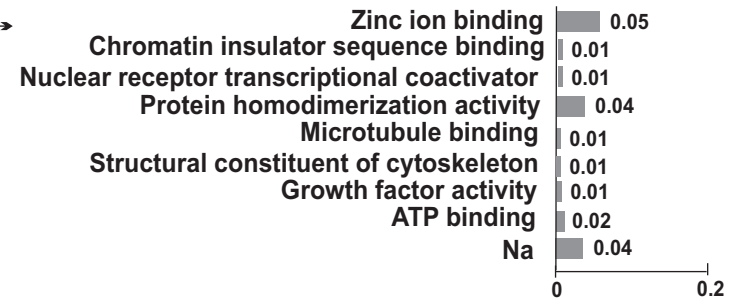 Zinc ion binding 0.05
Chromatin insulator sequence binding 0.01
Nuclear receptor transcriptional coactivator 0.01
Protein homodimerization activity 0.04
Microtubule binding 0.01
Structural constituent of cytoskeleton 0.01
Growth factor activity 0.01
ATP binding 0.02
Na 0.04
0 0.2